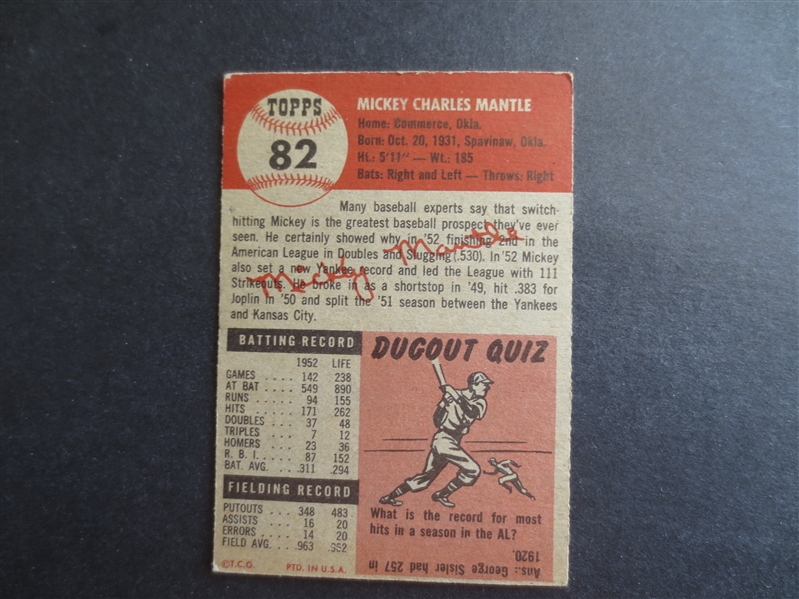 TOPPS
82
MICKEY CHARLES MANTLE
Home: Commerce, Okla.
Born: Oct. 20, 1931, Spavinaw, Okla.
Ht.: 5'11" — Wt.: 185
Bats: Right and Left — Throws: Right
Many baseball experts say that switch-
hitting Mickey is the greatest baseball prospect they've ever
seen. He certainly showed why in '52 finishing 2nd in the
American League in Doubles and Slugging (.530). In '52 Mickey
also set a new Yankee record and led the League with 111
Strikeouts. He broke in as a shortstop in '49, hit .383 for
Joplin in '50 and split the '51 season between the Yankees
and Kansas City.
Mickey Mantle
BATTING RECORD
1952 LIFE
GAMES .... 142 238
AT BAT .... 549 890
RUNS .... 94 155
HITS .... 171 262
DOUBLES ... 37 48
TRIPLES ... 7 12
HOMERS ... 23 36
R. B. I. .... 87 152
BAT. AVG. .. .311 .294
FIELDING RECORD
PUTOUTS ... 348 483
ASSISTS ... 16 20
ERRORS ... 14 20
FIELD AVG. .. .963 .952
©T.C.G. PTD. IN U.S.A.
DUGOUT QUIZ
What is the record for most
hits in a season in the AL?
Ans.: George Sisler had 257 in
1920.